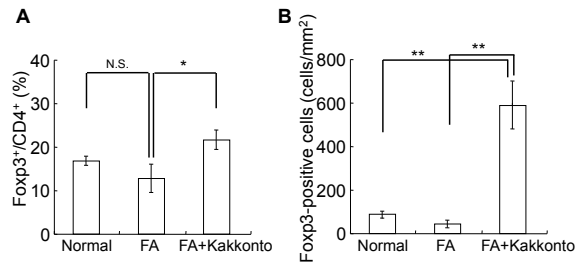 A
Foxp3⁺/CD4⁺ (%)
40
30
20
10
0
N.S.
*
Normal
FA
FA+Kakkonto
B
Foxp3-positive cells (cells/mm²)
800
600
400
200
0
**
**
Normal
FA
FA+Kakkonto